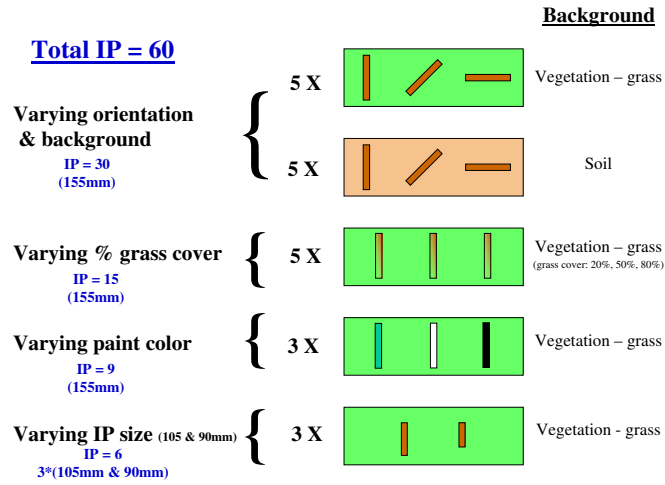 Background
Total IP = 60
5 X
Vegetation – grass
Varying orientation
& background
IP = 30
(155mm)
5 X
Soil
Varying % grass cover
IP = 15
(155mm)
5 X
Vegetation – grass
(grass cover: 20%, 50%, 80%)
Varying paint color
IP = 9
(155mm)
3 X
Vegetation – grass
Varying IP size (105 & 90mm)
IP = 6
3*(105mm & 90mm)
3 X
Vegetation - grass